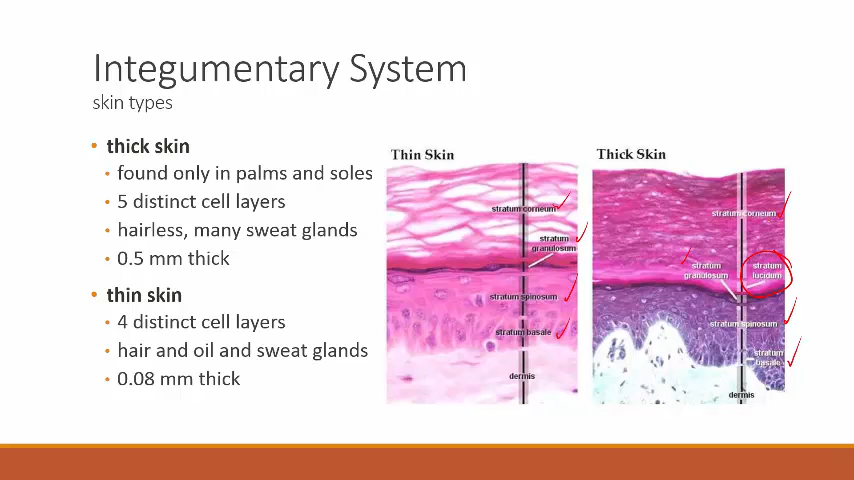 Integumentary System
skin types
• thick skin
• found only in palms and soles
• 5 distinct cell layers
• hairless, many sweat glands
• 0.5 mm thick
• thin skin
• 4 distinct cell layers
• hair and oil and sweat glands
• 0.08 mm thick
Thin Skin
stratum corneum
stratum
granulosum
stratum spinosum
stratum basale
dermis
Thick Skin
stratum corneum
stratum
granulosum
stratum
lucidum
stratum spinosum
stratum
basale
dermis